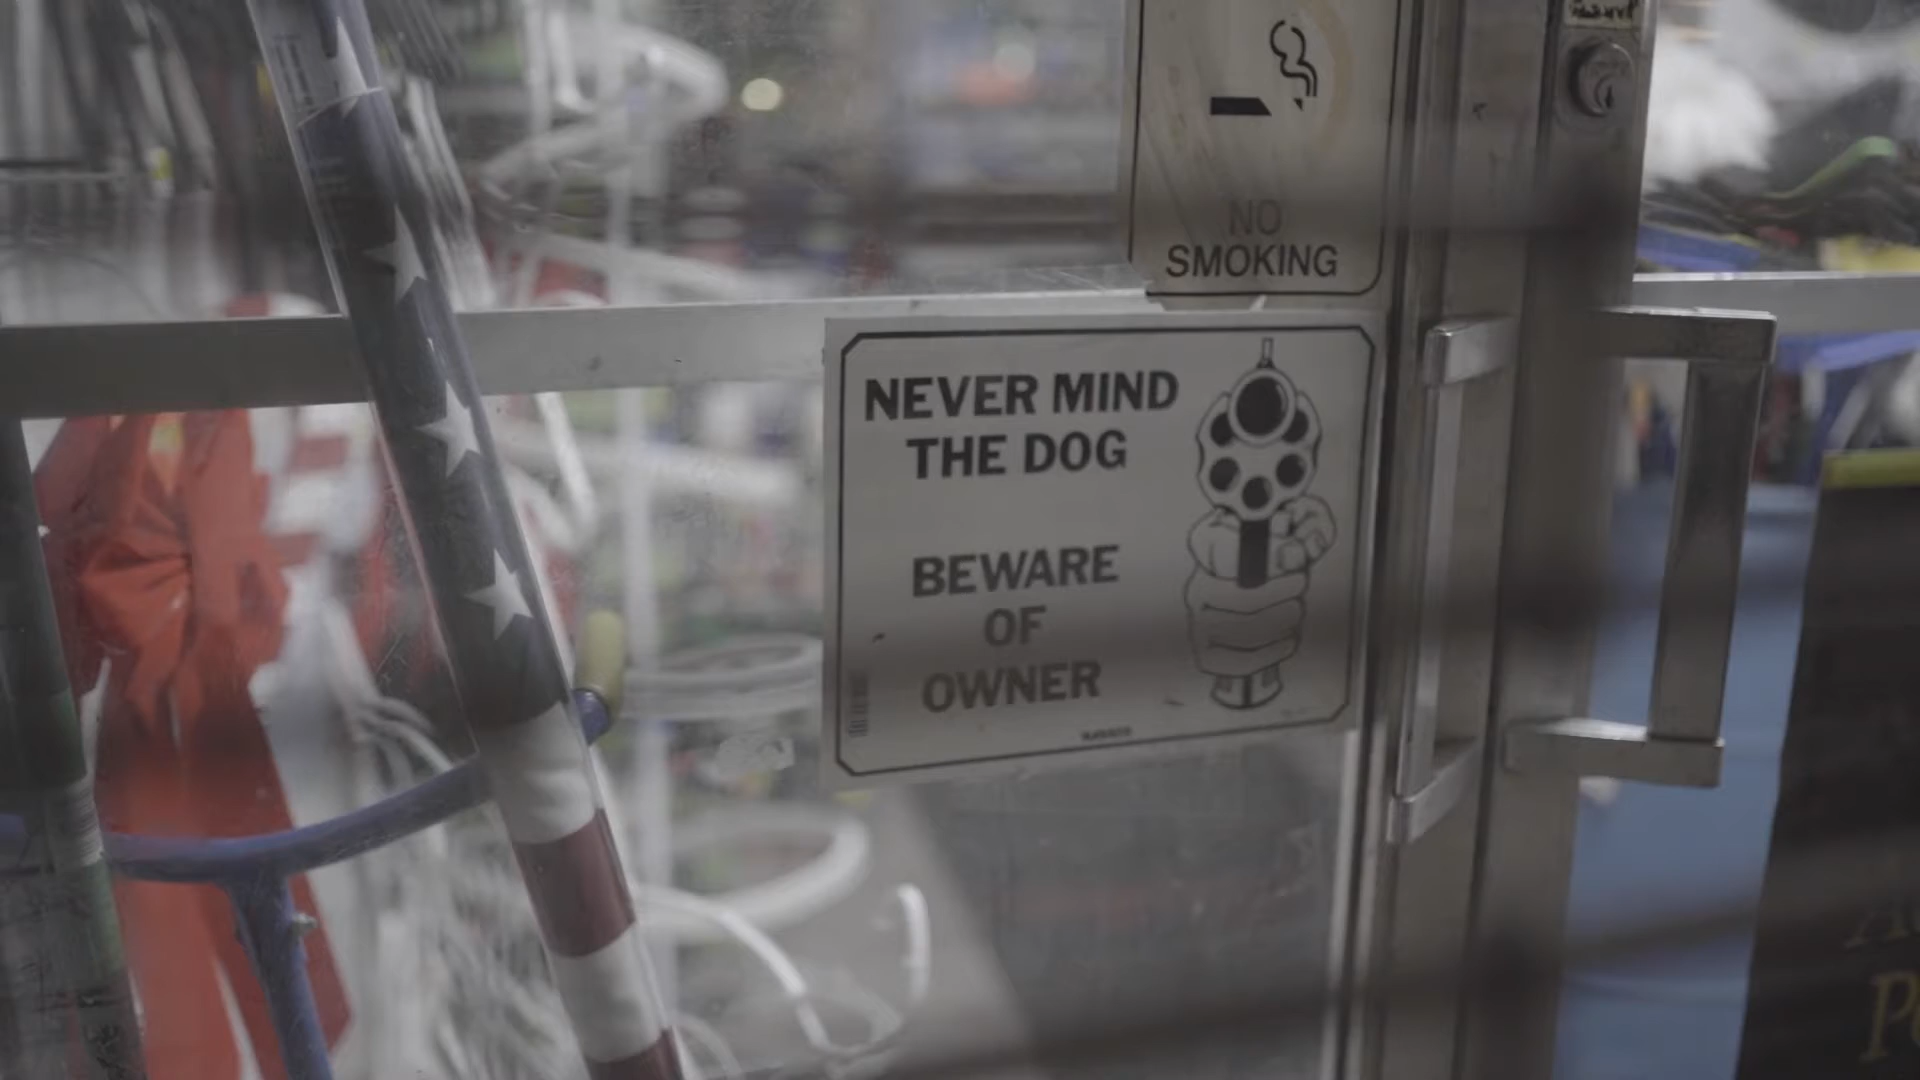 NO
SMOKING
NEVER MIND
THE DOG
BEWARE
OF
OWNER